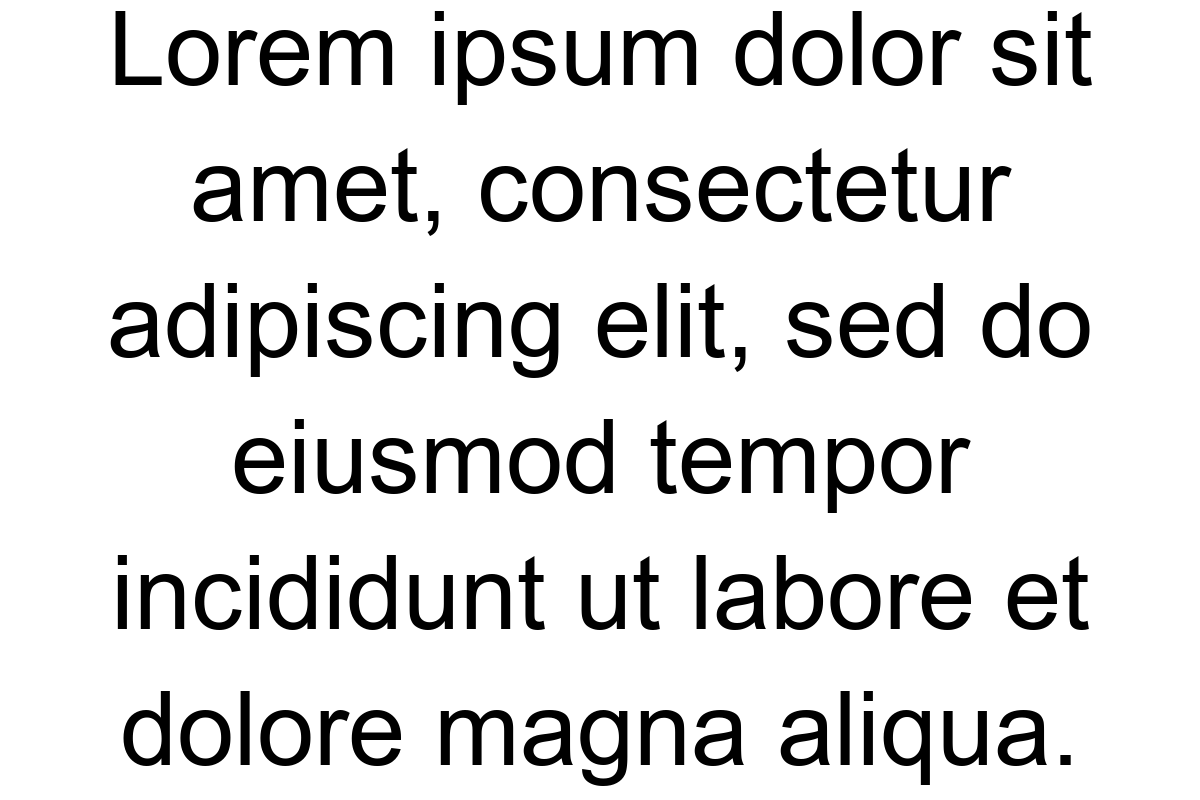 Lorem ipsum dolor sit
amet, consectetur
adipiscing elit, sed do
eiusmod tempor
incididunt ut labore et
dolore magna aliqua.